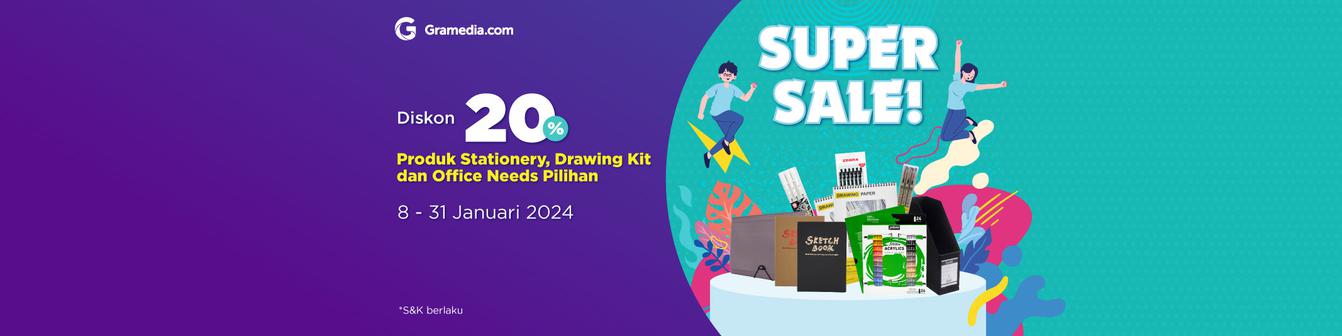 Gramedia.com
Diskon 20%
Produk Stationery, Drawing Kit
dan Office Needs Pilihan
8 - 31 Januari 2024
*S&K berlaku
SUPER
SALE!
ZEBRA
DRAWING PAPER
SKETCH
BOOK
ACRYLICS